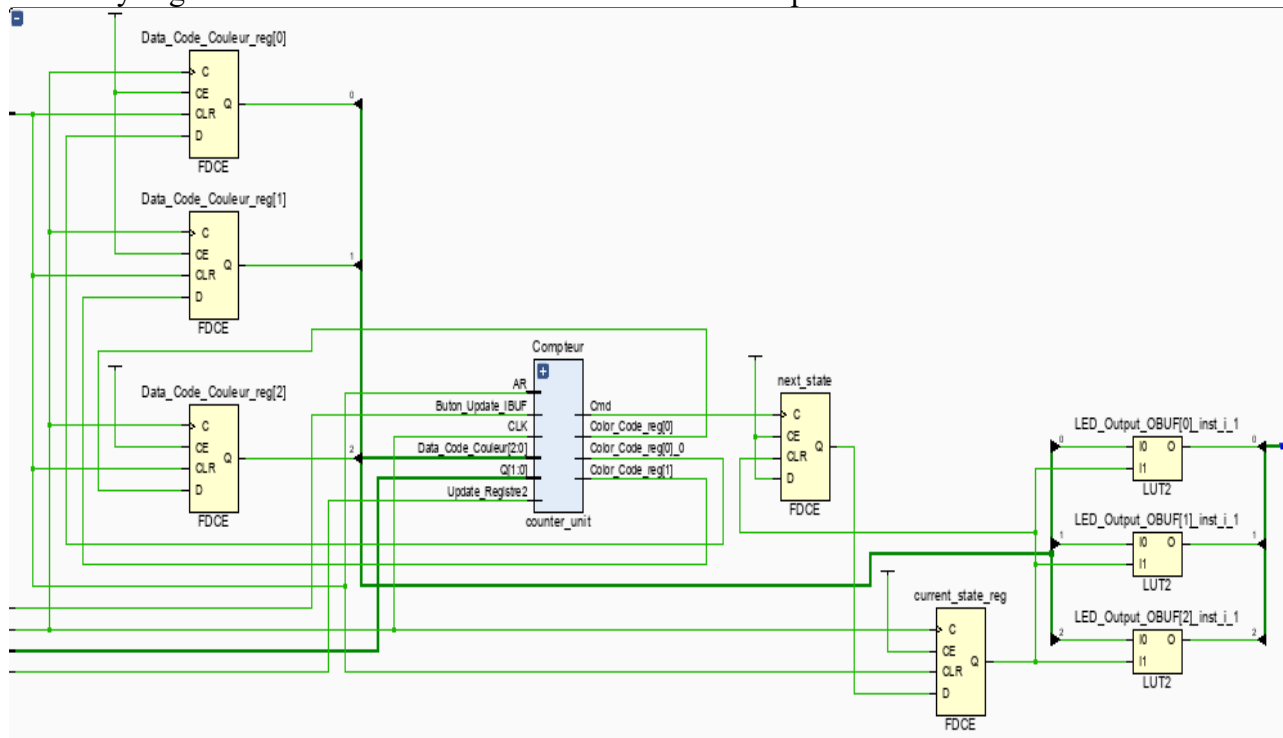 Data_Code_Couleur_reg[0]
C
CE
CLR
D
Q
FDCE
0
Data_Code_Couleur_reg[1]
C
CE
CLR
D
Q
FDCE
1
Data_Code_Couleur_reg[2]
C
CE
CLR
D
Q
FDCE
2
Compteur
AR
Buton_Update_IBUF
CLK
Data_Code_Couleur[2:0]
Q[1:0]
Update_Registre2
Cmd
Color_Code_reg[0]
Color_Code_reg[0]_0
Color_Code_reg[1]
counter_unit
next_state
C
CE
CLR
D
Q
FDCE
current_state_reg
C
CE
CLR
D
Q
FDCE
LED_Output_OBUF[0]_inst_i_1
0
I0
I1
O
0
LUT2
LED_Output_OBUF[1]_inst_i_1
1
I0
I1
O
1
LUT2
LED_Output_OBUF[2]_inst_i_1
2
I0
I1
O
2
LUT2